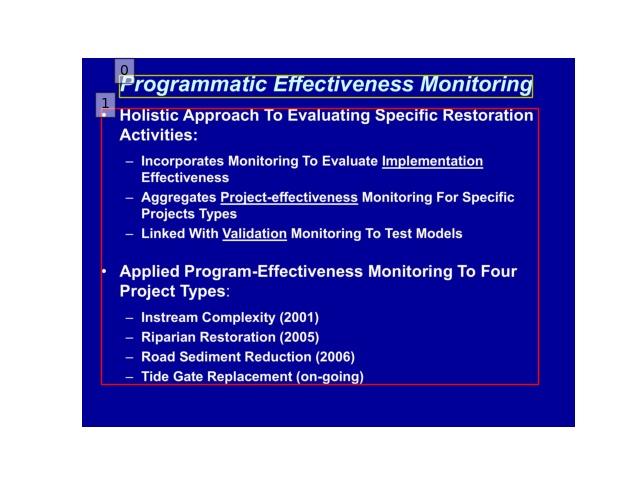 0
Programmatic Effectiveness Monitoring
1
• Holistic Approach To Evaluating Specific Restoration
Activities:
– Incorporates Monitoring To Evaluate Implementation
Effectiveness
– Aggregates Project-effectiveness Monitoring For Specific
Projects Types
– Linked With Validation Monitoring To Test Models
• Applied Program-Effectiveness Monitoring To Four
Project Types:
– Instream Complexity (2001)
– Riparian Restoration (2005)
– Road Sediment Reduction (2006)
– Tide Gate Replacement (on-going)